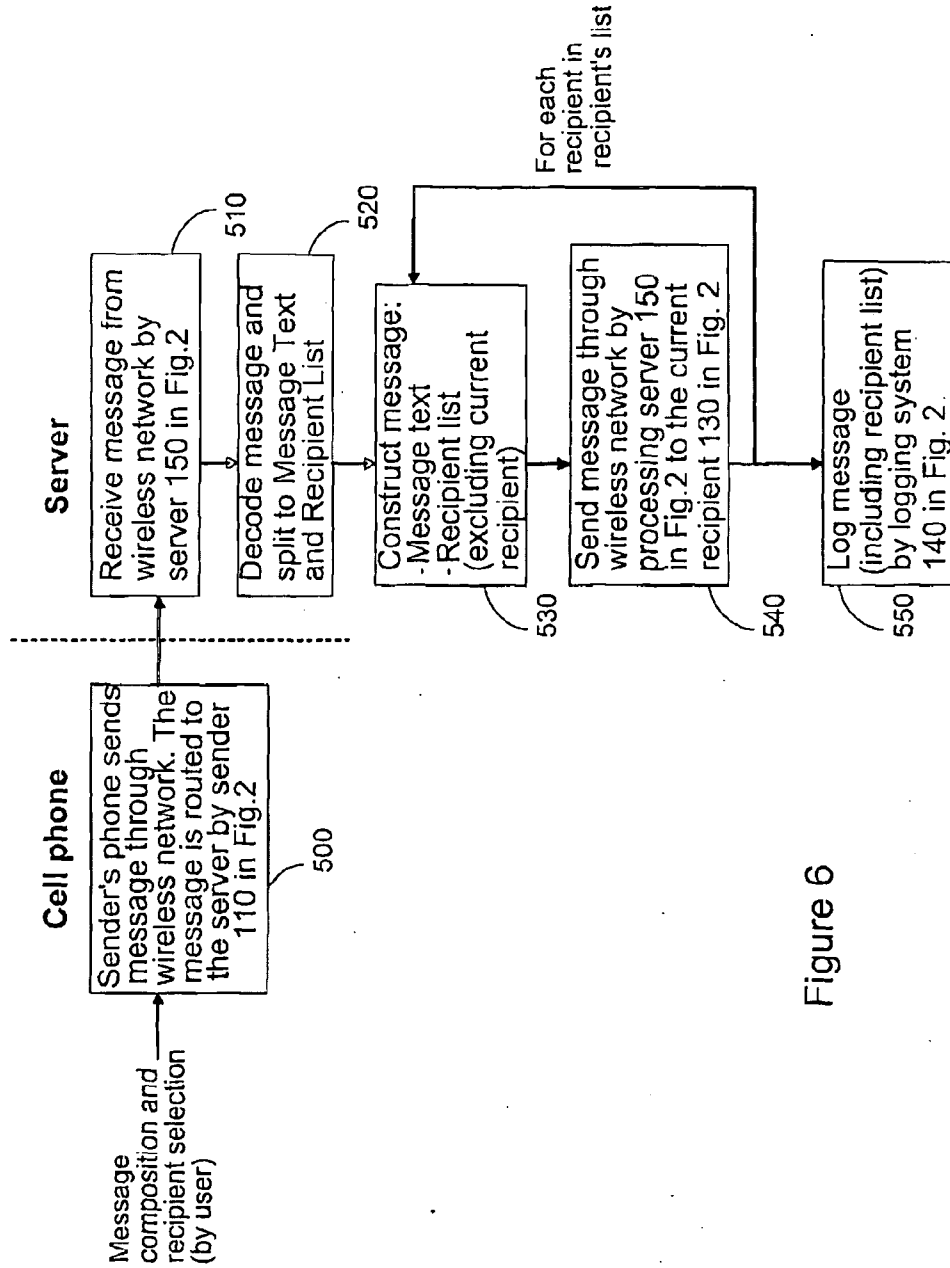 Cell phone
Server
Message
composition and
recipient selection
(by user)
Sender's phone sends
message through
wireless network. The
message is routed to
the server by sender
110 in Fig.2
500
Receive message from
wireless network by
server 150 in Fig.2
510
Decode message and
split to Message Text
and Recipient List
520
Construct message:
-Message text
-Recipient list
(excluding current
recipient)
530
For each
recipient in
recipient's list
Send message through
wireless network by
processing server 150
in Fig.2 to the current
recipient 130 in Fig. 2
540
Log message
(including recipient list)
by logging system
140 in Fig. 2.
550
Figure 6